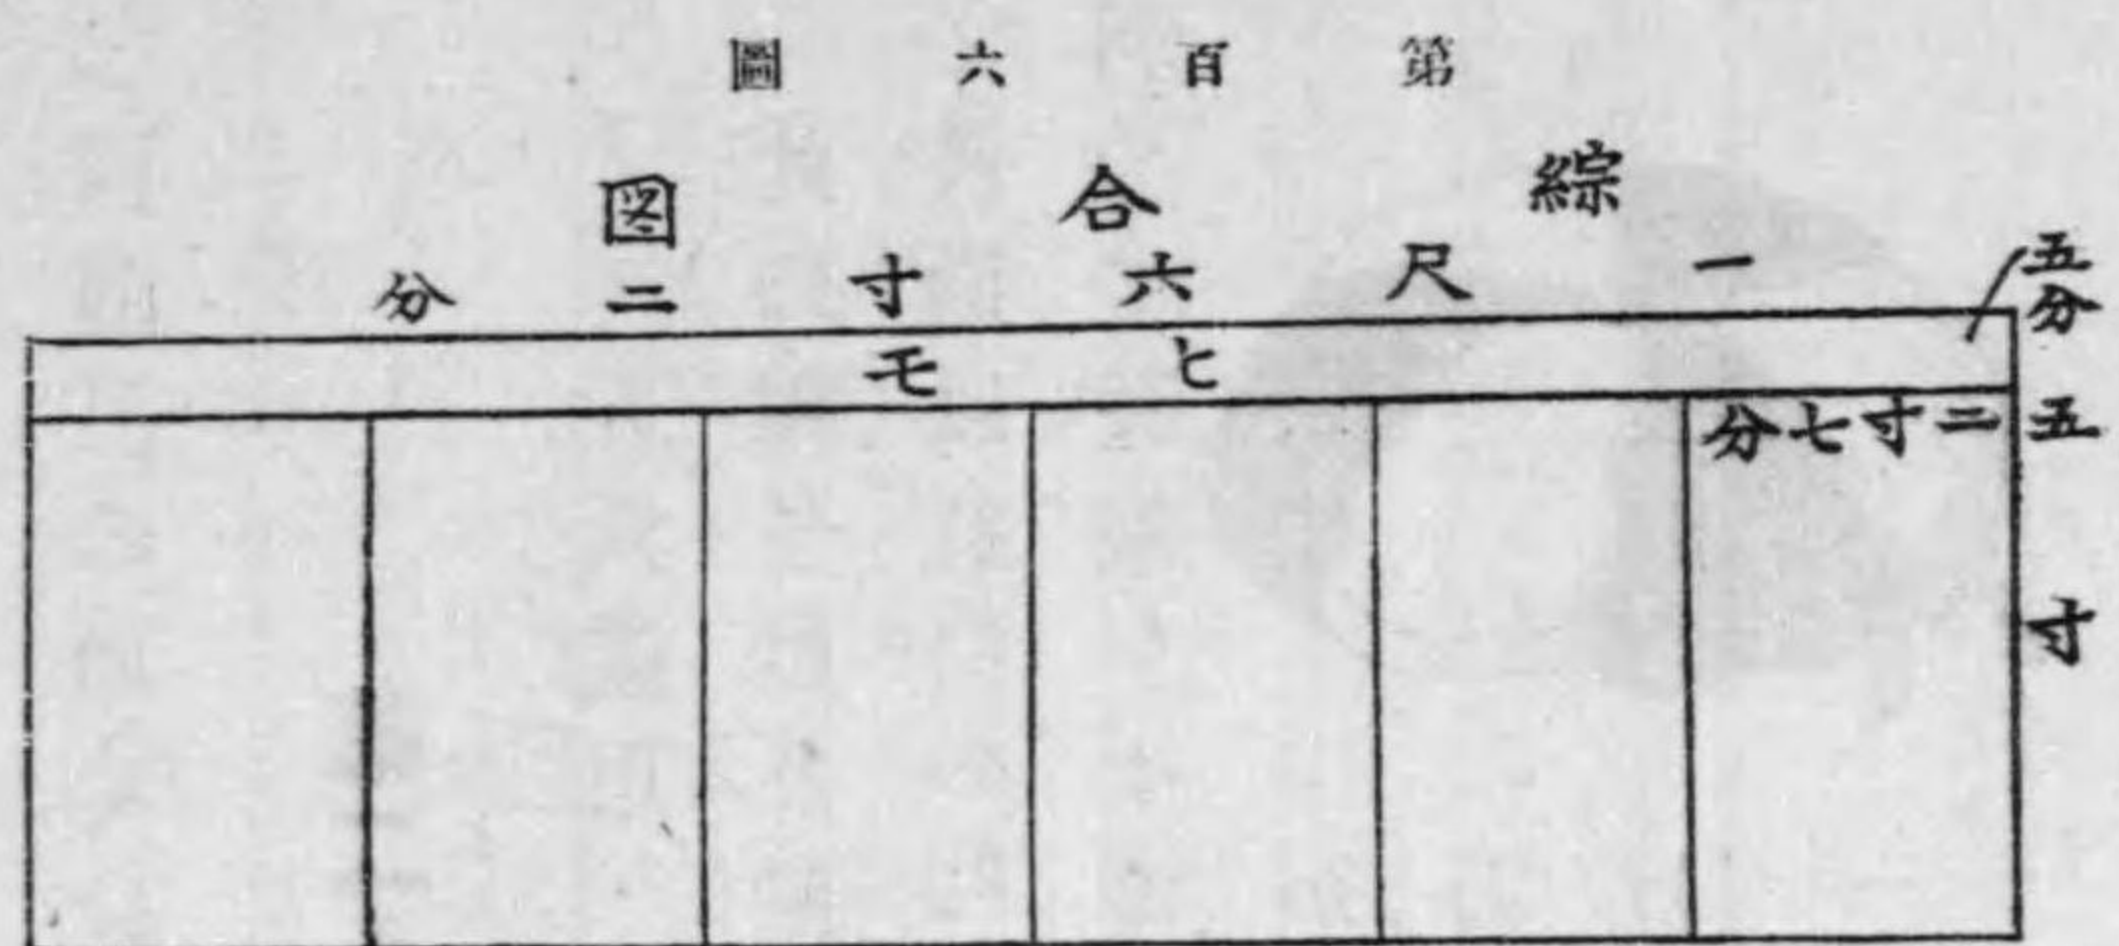 第百六圖
綜合図
一尺六寸二分
五分
ヒモ
二寸七分
五寸